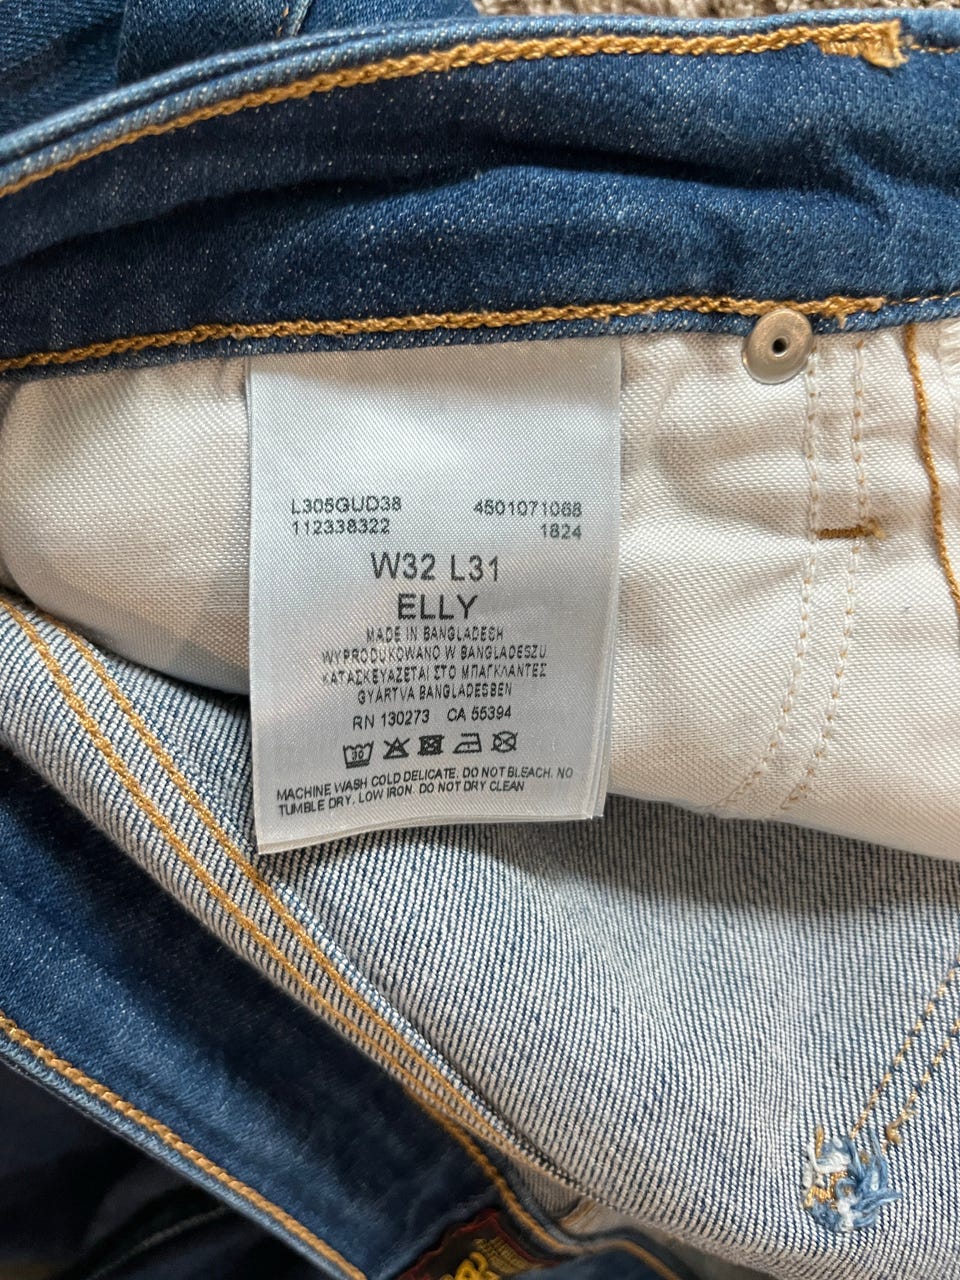 L305GUD38 4501071068
112338322 1824
W32 L31
ELLY
MADE IN BANGLADESH
WYPRODUKOWANO W BANGLADESZU
ΚΑΤΑΣΚΕΥΑΖΕΤΑΙ ΣΤΟ ΜΠΑΓΚΛΑΝΤΕΣ
GYÁRTVA BANGLADESBEN
RN 130273 CA 55394
30
MACHINE WASH COLD DELICATE, DO NOT BLEACH, NO
TUMBLE DRY, LOW IRON, DO NOT DRY CLEAN